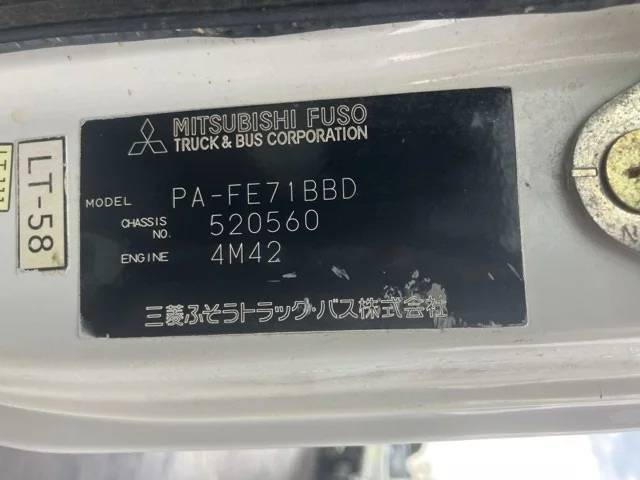 MITSUBISHI FUSO
TRUCK & BUS CORPORATION
MODEL PA-FE71BBD
CHASSIS NO. 520560
ENGINE 4M42
三菱ふそうトラック・バス株式会社
LT-58
LT111